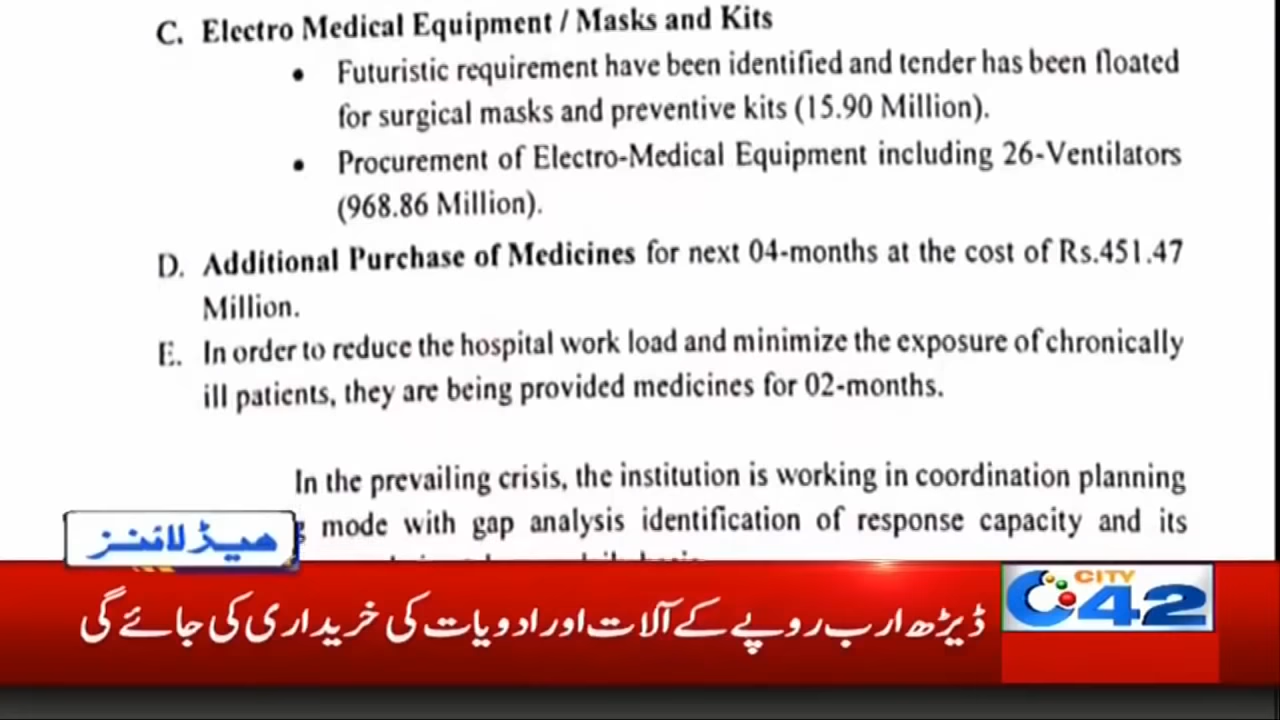 C. Electro Medical Equipment / Masks and Kits
• Futuristic requirement have been identified and tender has been floated
for surgical masks and preventive kits (15.90 Million).
• Procurement of Electro-Medical Equipment including 26-Ventilators
(968.86 Million).
D. Additional Purchase of Medicines for next 04-months at the cost of Rs.451.47
Million.
E. In order to reduce the hospital work load and minimize the exposure of chronically
ill patients, they are being provided medicines for 02-months.
In the prevailing crisis, the institution is working in coordination planning
mode with gap analysis identification of response capacity and its
ہیڈلائنز
ڈیڑھ ارب روپے کے آلات اور ادویات کی خریداری کی جائے گی
CITY
42